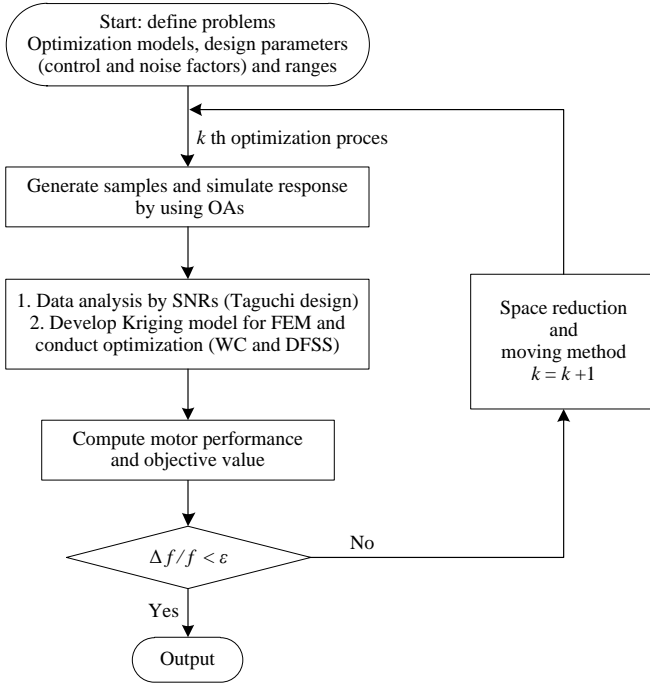 Start: define problems
Optimization models, design parameters
(control and noise factors) and ranges
k th optimization proces
Generate samples and simulate response
by using OAs
1. Data analysis by SNRs (Taguchi design)
2. Develop Kriging model for FEM and
conduct optimization (WC and DFSS)
Compute motor performance
and objective value
Δ f / f < ε
No
Space reduction
and
moving method
k = k +1
Yes
Output